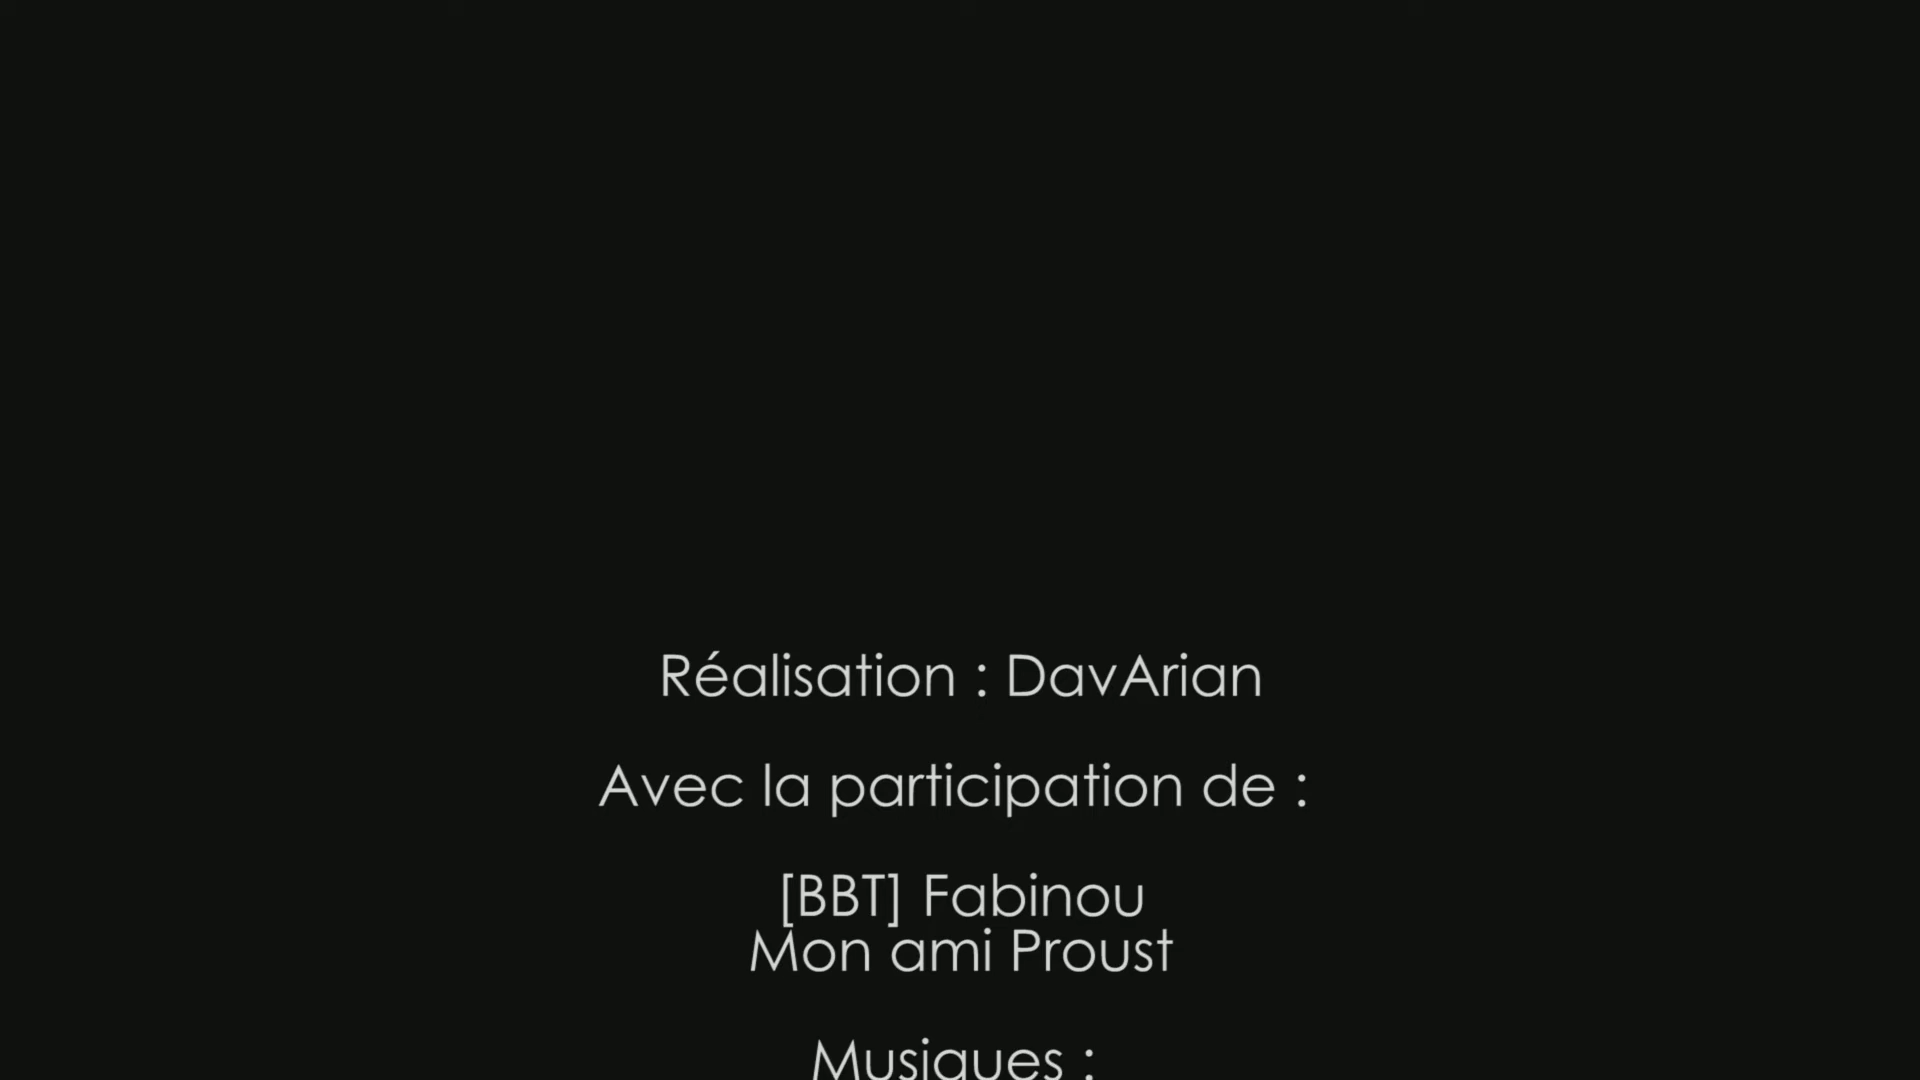 Réalisation : DavArian
Avec la participation de :
[BBT] Fabinou
Mon ami Proust
Musiques :